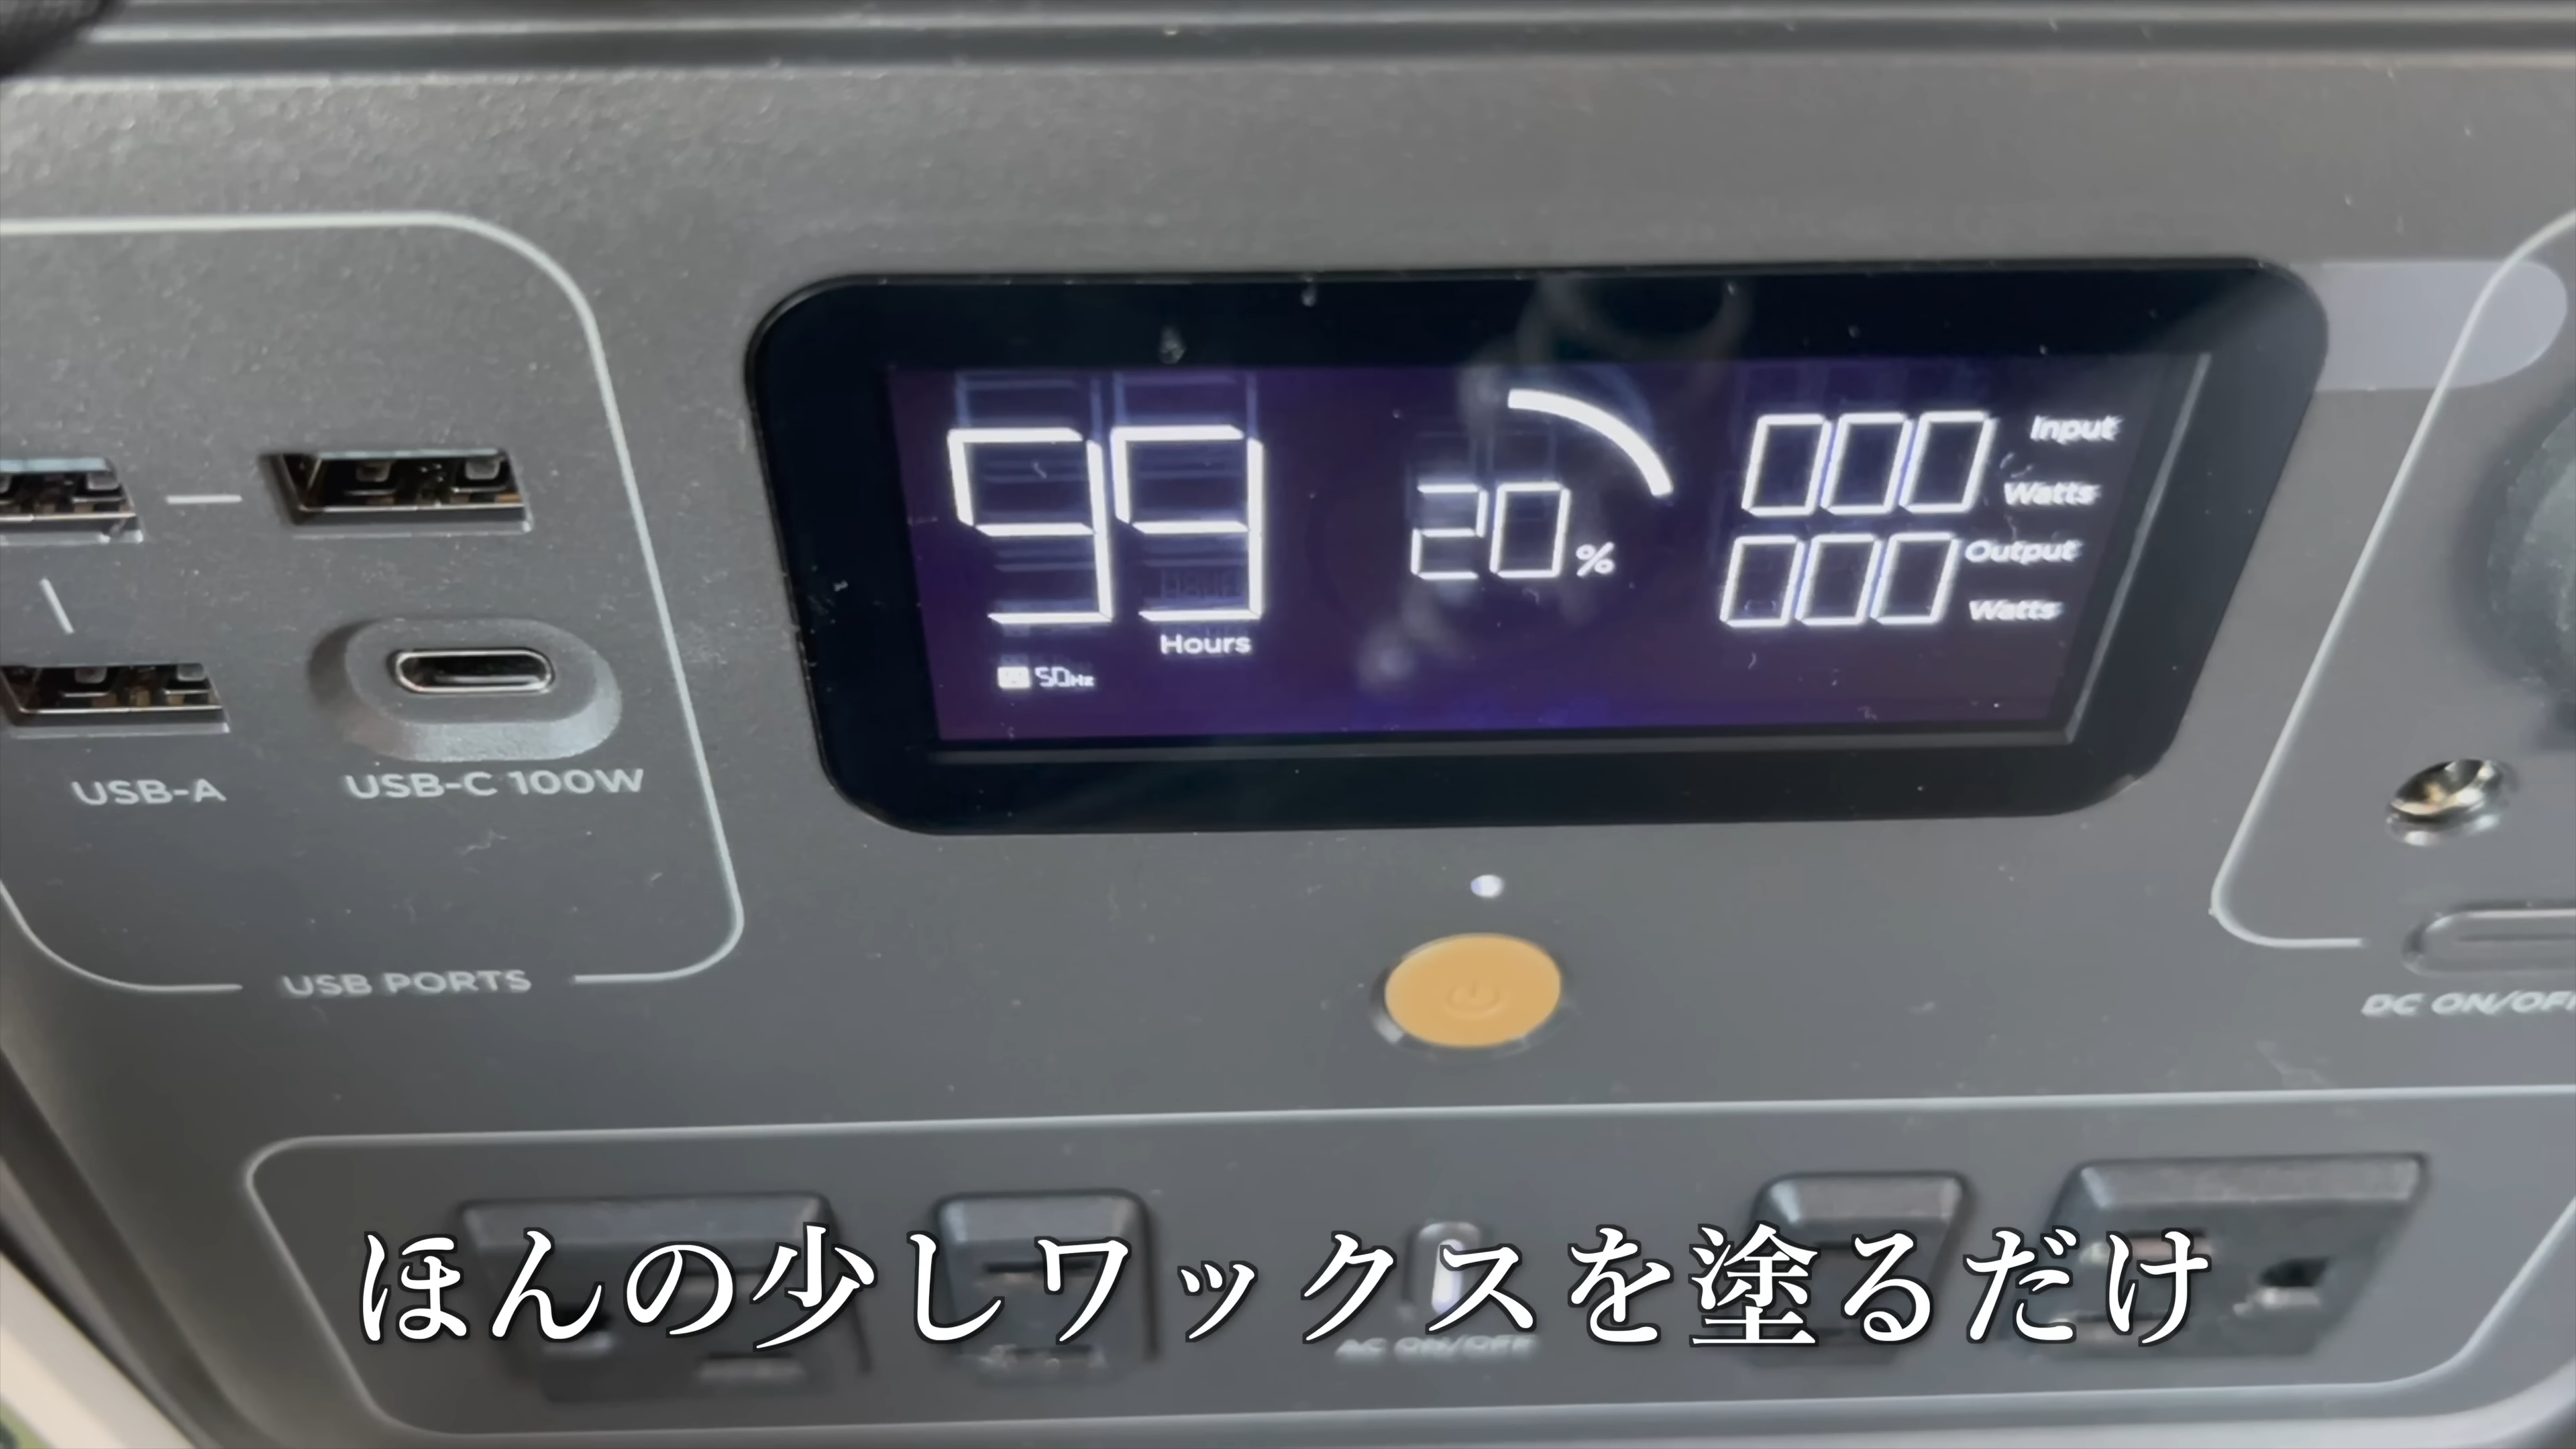 99
Hours
50Hz
20%
000 Input Watts
000 Output Watts
USB-A
USB-C 100W
USB PORTS
DC ON/OFF
AC ON/OFF
ほんの少しワックスを塗るだけ